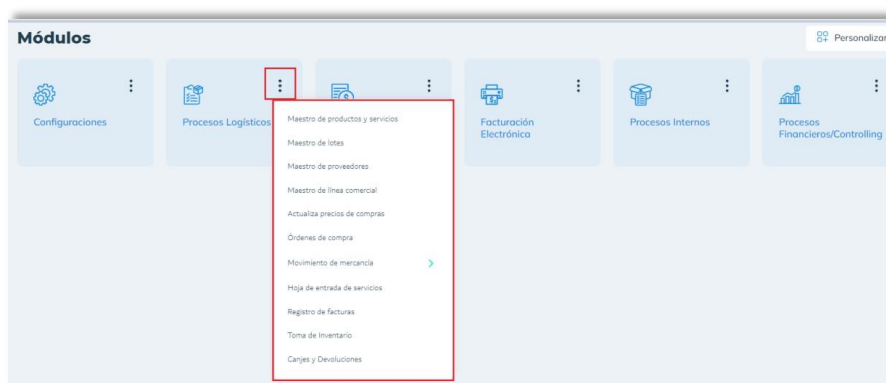 Módulos
Personalizar
Configuraciones
Procesos Logísticos
Facturación
Electrónica
Procesos Internos
Procesos
Financieros/Controlling
Maestro de productos y servicios
Maestro de lotes
Maestro de proveedores
Maestro de línea comercial
Actualiza precios de compras
Órdenes de compra
Movimiento de mercancía
Hoja de entrada de servicios
Registro de facturas
Toma de Inventario
Canjes y Devoluciones